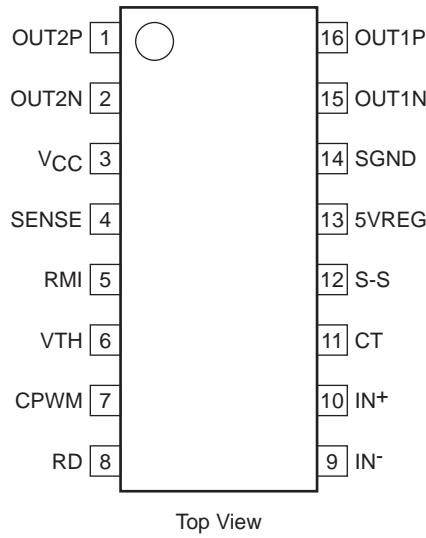 OUT2P 1 16 OUT1P
OUT2N 2 15 OUT1N
VCC 3 14 SGND
SENSE 4 13 5VREG
RMI 5 12 S-S
VTH 6 11 CT
CPWM 7 10 IN+
RD 8 9 IN-
Top View